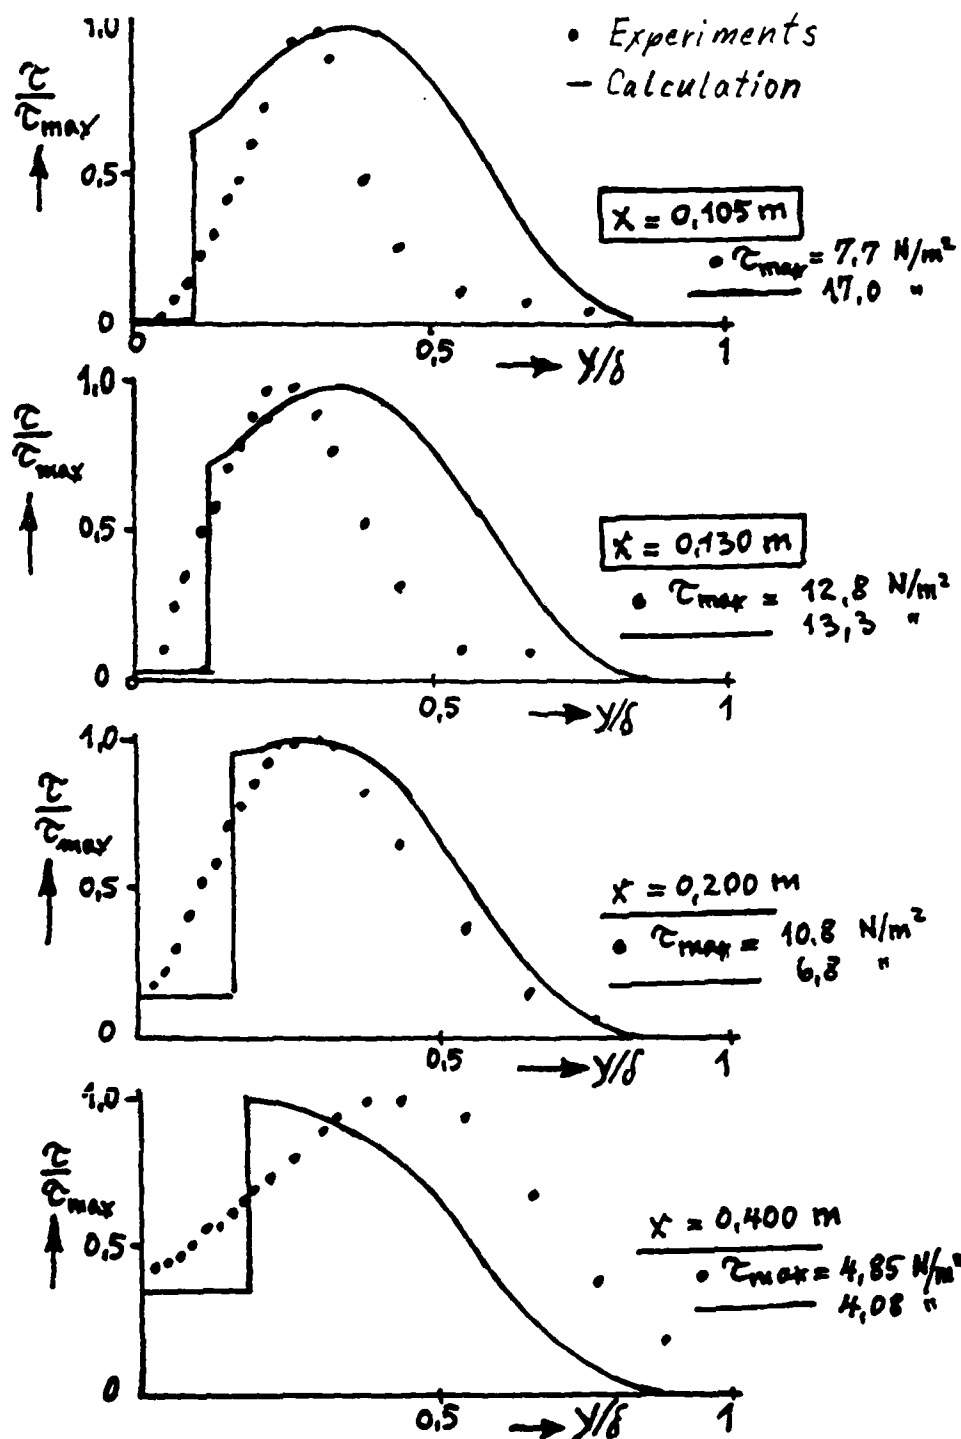 • Experiments
— Calculation
1,0
τ/τmax
0,5
0
0
0,5
1
y/δ
x = 0,105 m
• τmax = 7,7 N/m²
— 17,0 "
1,0
τ/τmax
0,5
0
0
0,5
1
y/δ
x = 0,130 m
• τmax = 12,8 N/m²
— 13,3 "
1,0
τ/τmax
0,5
0
0,5
1
y/δ
x = 0,200 m
• τmax = 10,8 N/m²
— 6,8 "
1,0
τ/τmax
0,5
0
0,5
1
y/δ
x = 0,400 m
• τmax = 4,85 N/m²
— 4,08 "